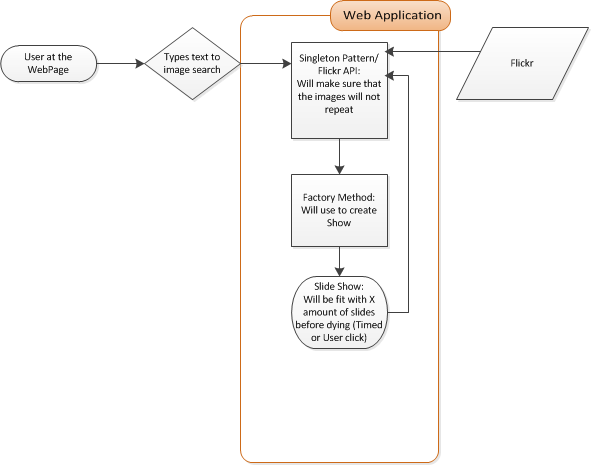 Web Application
User at the
WebPage
Types text to
image search
Singleton Pattern/
Flickr API:
Will make sure that
the images will not
repeat
Flickr
Factory Method:
Will use to create
Show
Slide Show:
Will be fit with X
amount of slides
before dying (Timed
or User click)